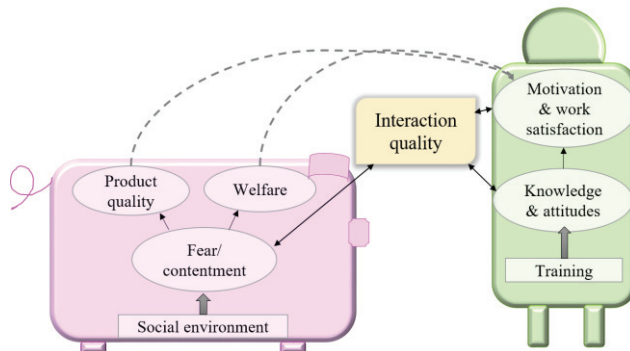 Motivation
& work
satisfaction
Interaction
quality
Product
quality
Welfare
Knowledge
& attitudes
Fear/
contentment
Training
Social environment